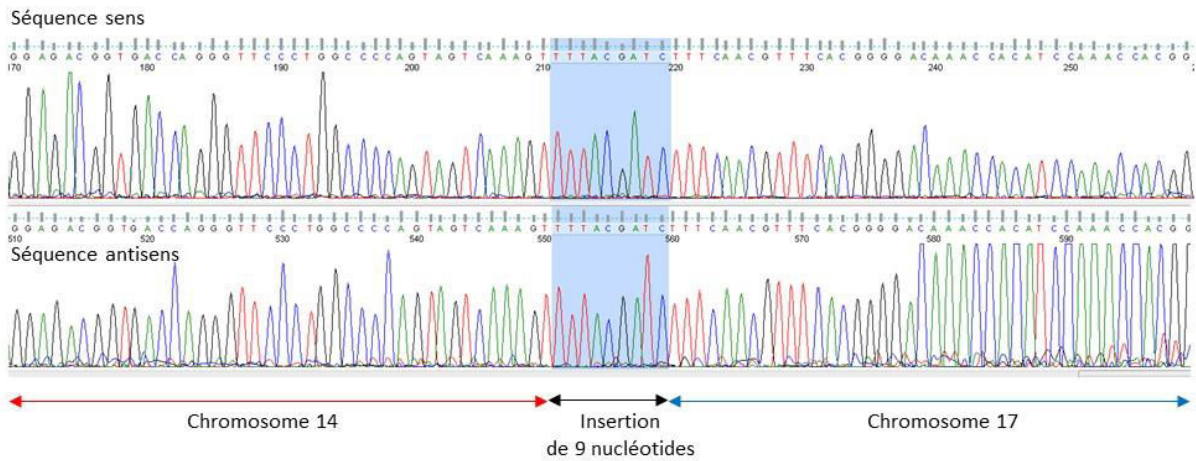 Séquence sens
G G A G A C G G T G A C C A G G G T T C C C T G G C C C C A G T A G T C A A A G T T T T A C G A T C T T T C A A C G T T T C A C G G G G A C A A A C C A C A T C C A A A C C A C G G
170 180 190 200 210 220 230 240 250
G G A G A C G G T G A C C A G G G T T C C C T G G C C C C A G T A G T C A A A G T T T T A C G A T C T T T C A A C G T T T C A C G G G G A C A A A C C A C A T C C A A A C C A C G G
510 520 530 540 550 560 570 580 590
Séquence antisens
Chromosome 14 Insertion Chromosome 17
de 9 nucléotides